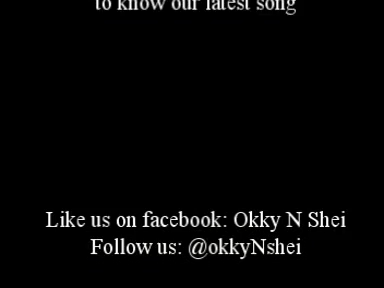 to know our latest song
Like us on facebook: Okky N Shei
Follow us: @okkyNshei